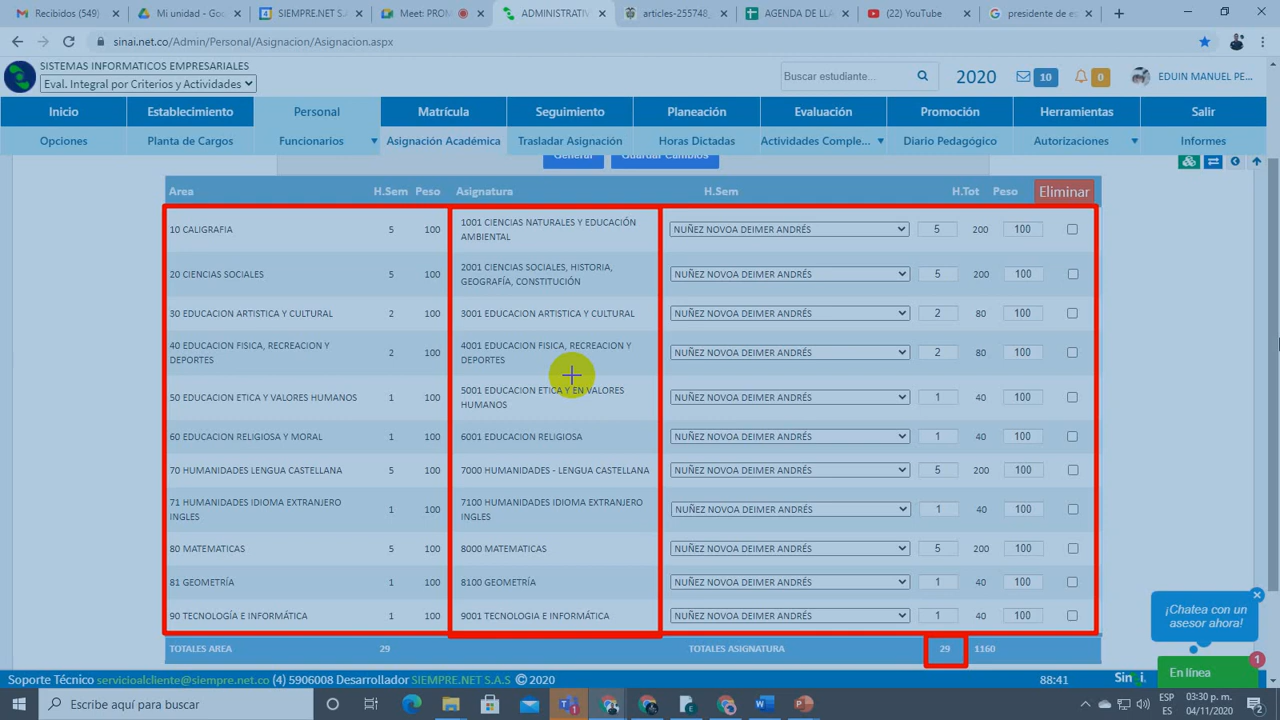 Recibidos (549)
Mi unidad - Goo
SIEMPRE.NET S.A
Meet: PROM
ADMINISTRATIV
articles-255748_
AGENDA DE LLA
(22) YouTube
presidente de es
sinai.net.co/Admin/Personal/Asignacion/Asignacion.aspx
SISTEMAS INFORMATICOS EMPRESARIALES
Eval. Integral por Criterios y Actividades
Buscar estudiante...
2020
10
0
EDUIN MANUEL PE...
Inicio Establecimiento Personal Matrícula Seguimiento Planeación Evaluación Promoción Herramientas Salir
Opciones Planta de Cargos Funcionarios Asignación Académica Trasladar Asignación Horas Dictadas Actividades Comple... Diario Pedagógico Autorizaciones Informes
General Guardar Cambios
Area H.Sem Peso Asignatura H.Sem H.Tot Peso Eliminar
10 CALIGRAFIA 5 100 1001 CIENCIAS NATURALES Y EDUCACIÓN NUÑEZ NOVOA DEIMER ANDRÉS 5 200 100
AMBIENTAL
20 CIENCIAS SOCIALES 5 100 2001 CIENCIAS SOCIALES, HISTORIA, NUÑEZ NOVOA DEIMER ANDRÉS 5 200 100
GEOGRAFÍA, CONSTITUCIÓN
30 EDUCACION ARTISTICA Y CULTURAL 2 100 3001 EDUCACION ARTISTICA Y CULTURAL NUÑEZ NOVOA DEIMER ANDRÉS 2 80 100
40 EDUCACION FISICA, RECREACION Y 2 100 4001 EDUCACION FISICA, RECREACION Y NUÑEZ NOVOA DEIMER ANDRÉS 2 80 100
DEPORTES DEPORTES
50 EDUCACION ETICA Y VALORES HUMANOS 1 100 5001 EDUCACION ETICA Y EN VALORES NUÑEZ NOVOA DEIMER ANDRÉS 1 40 100
HUMANOS
60 EDUCACION RELIGIOSA Y MORAL 1 100 6001 EDUCACION RELIGIOSA NUÑEZ NOVOA DEIMER ANDRÉS 1 40 100
70 HUMANIDADES LENGUA CASTELLANA 5 100 7000 HUMANIDADES - LENGUA CASTELLANA NUÑEZ NOVOA DEIMER ANDRÉS 5 200 100
71 HUMANIDADES IDIOMA EXTRANJERO 1 100 7100 HUMANIDADES IDIOMA EXTRANJERO NUÑEZ NOVOA DEIMER ANDRÉS 1 40 100
INGLES INGLES
80 MATEMATICAS 5 100 8000 MATEMATICAS NUÑEZ NOVOA DEIMER ANDRÉS 5 200 100
81 GEOMETRÍA 1 100 8100 GEOMETRÍA NUÑEZ NOVOA DEIMER ANDRÉS 1 40 100
90 TECNOLOGÍA E INFORMÁTICA 1 100 9001 TECNOLOGIA E INFORMÁTICA NUÑEZ NOVOA DEIMER ANDRÉS 1 40 100
TOTALES AREA 29 TOTALES ASIGNATURA 29 1160
¡Chatea con un
asesor ahora!
1
En línea
Soporte Técnico servicioalcliente@siempre.net.co (4) 5906008 Desarrollador SIEMPRE.NET S.A.S © 2020 88:41 Sin i.
Escribe aquí para buscar
ESP
ES
03:30 p. m.
04/11/2020
2